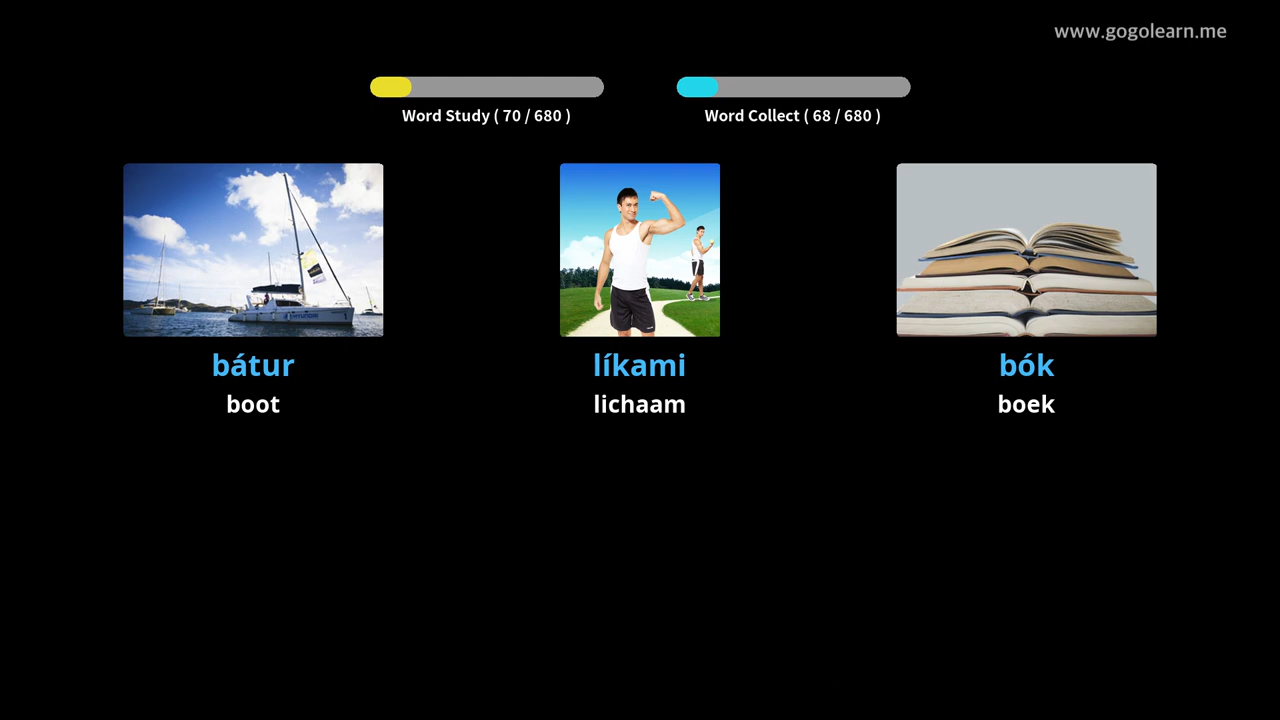 www.gogolearn.me
Word Study ( 70 / 680 )
Word Collect ( 68 / 680 )
bátur
boot
líkami
lichaam
bók
boek